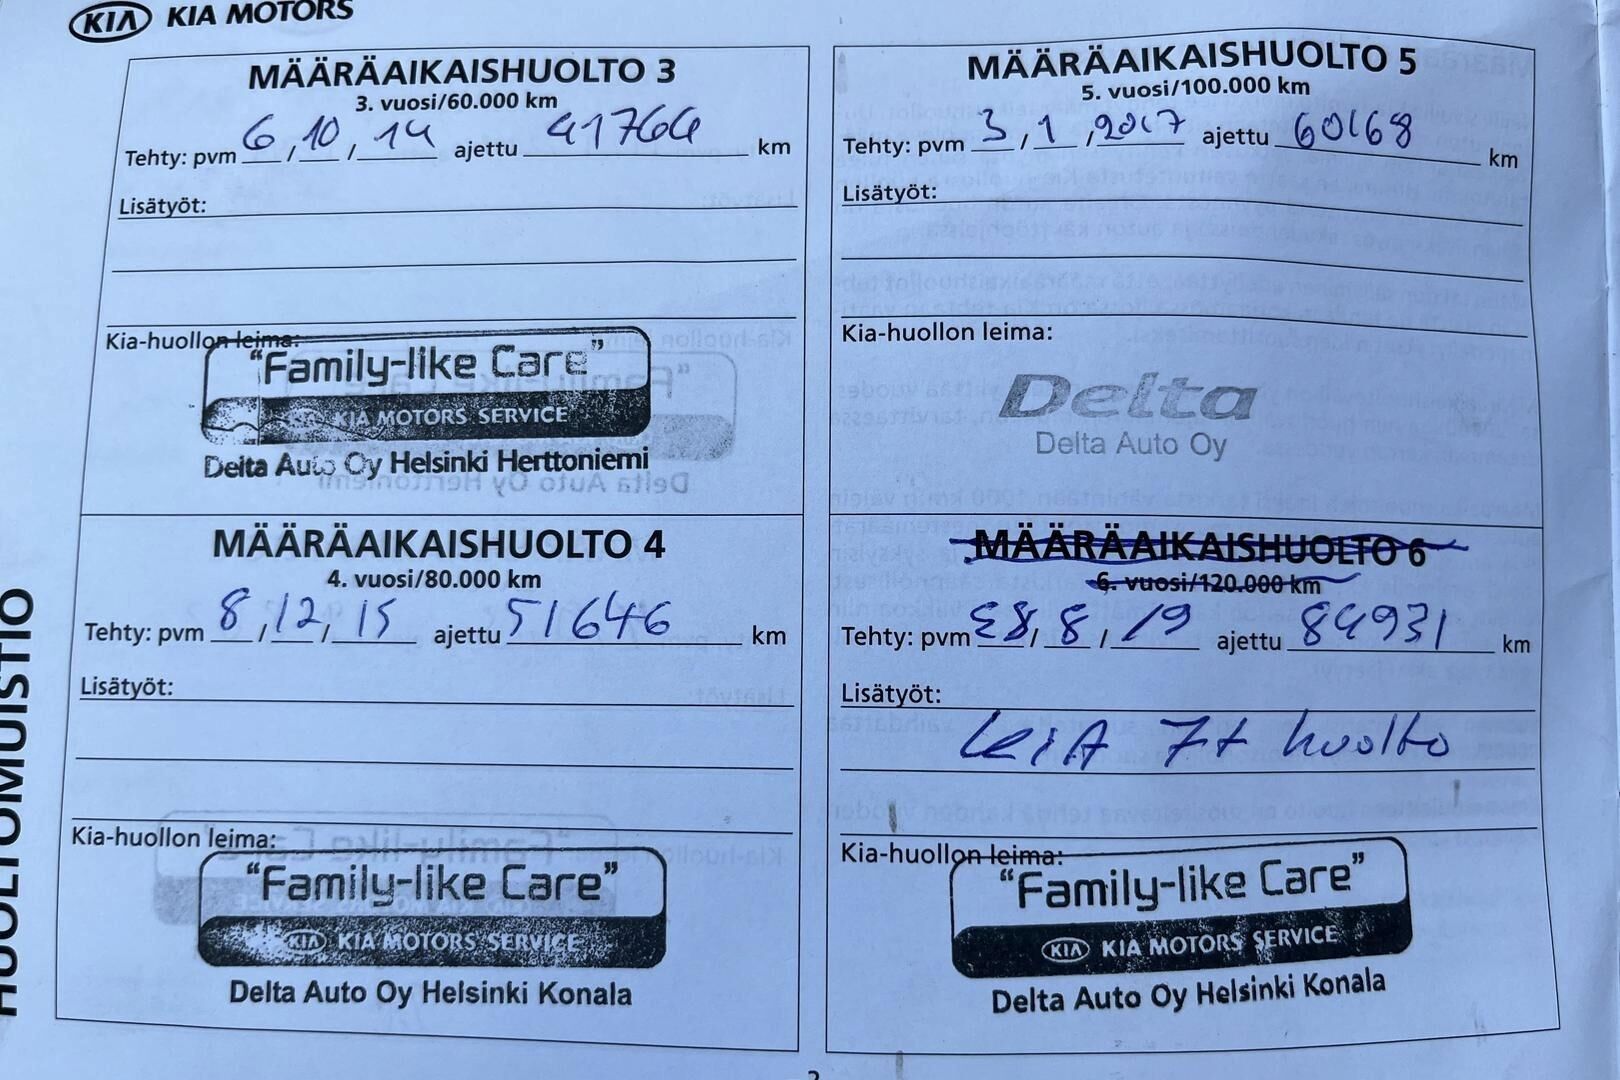 KIA KIA MOTORS
HUOLTOMUISTIO
MÄÄRÄAIKAISHUOLTO 3
3. vuosi/60.000 km
Tehty: pvm 6 / 10 / 14 ajettu 41764 km
Lisätyöt:
Kia-huollon leima:
"Family-like Care"
KIA MOTORS SERVICE
Delta Auto Oy Helsinki Herttoniemi
MÄÄRÄAIKAISHUOLTO 4
4. vuosi/80.000 km
Tehty: pvm 8 / 12 / 15 ajettu 51646 km
Lisätyöt:
Kia-huollon leima:
"Family-like Care"
KIA KIA MOTORS SERVICE
Delta Auto Oy Helsinki Konala
MÄÄRÄAIKAISHUOLTO 5
5. vuosi/100.000 km
Tehty: pvm 3 / 1 / 2017 ajettu 60168 km
Lisätyöt:
Kia-huollon leima:
Delta
Delta Auto Oy
MÄÄRÄAIKAISHUOLTO 6
6. vuosi/120.000 km
Tehty: pvm 28 / 8 / 19 ajettu 84931 km
Lisätyöt:
KIA 7+ huolto
Kia-huollon leima:
"Family-like Care"
KIA KIA MOTORS SERVICE
Delta Auto Oy Helsinki Konala